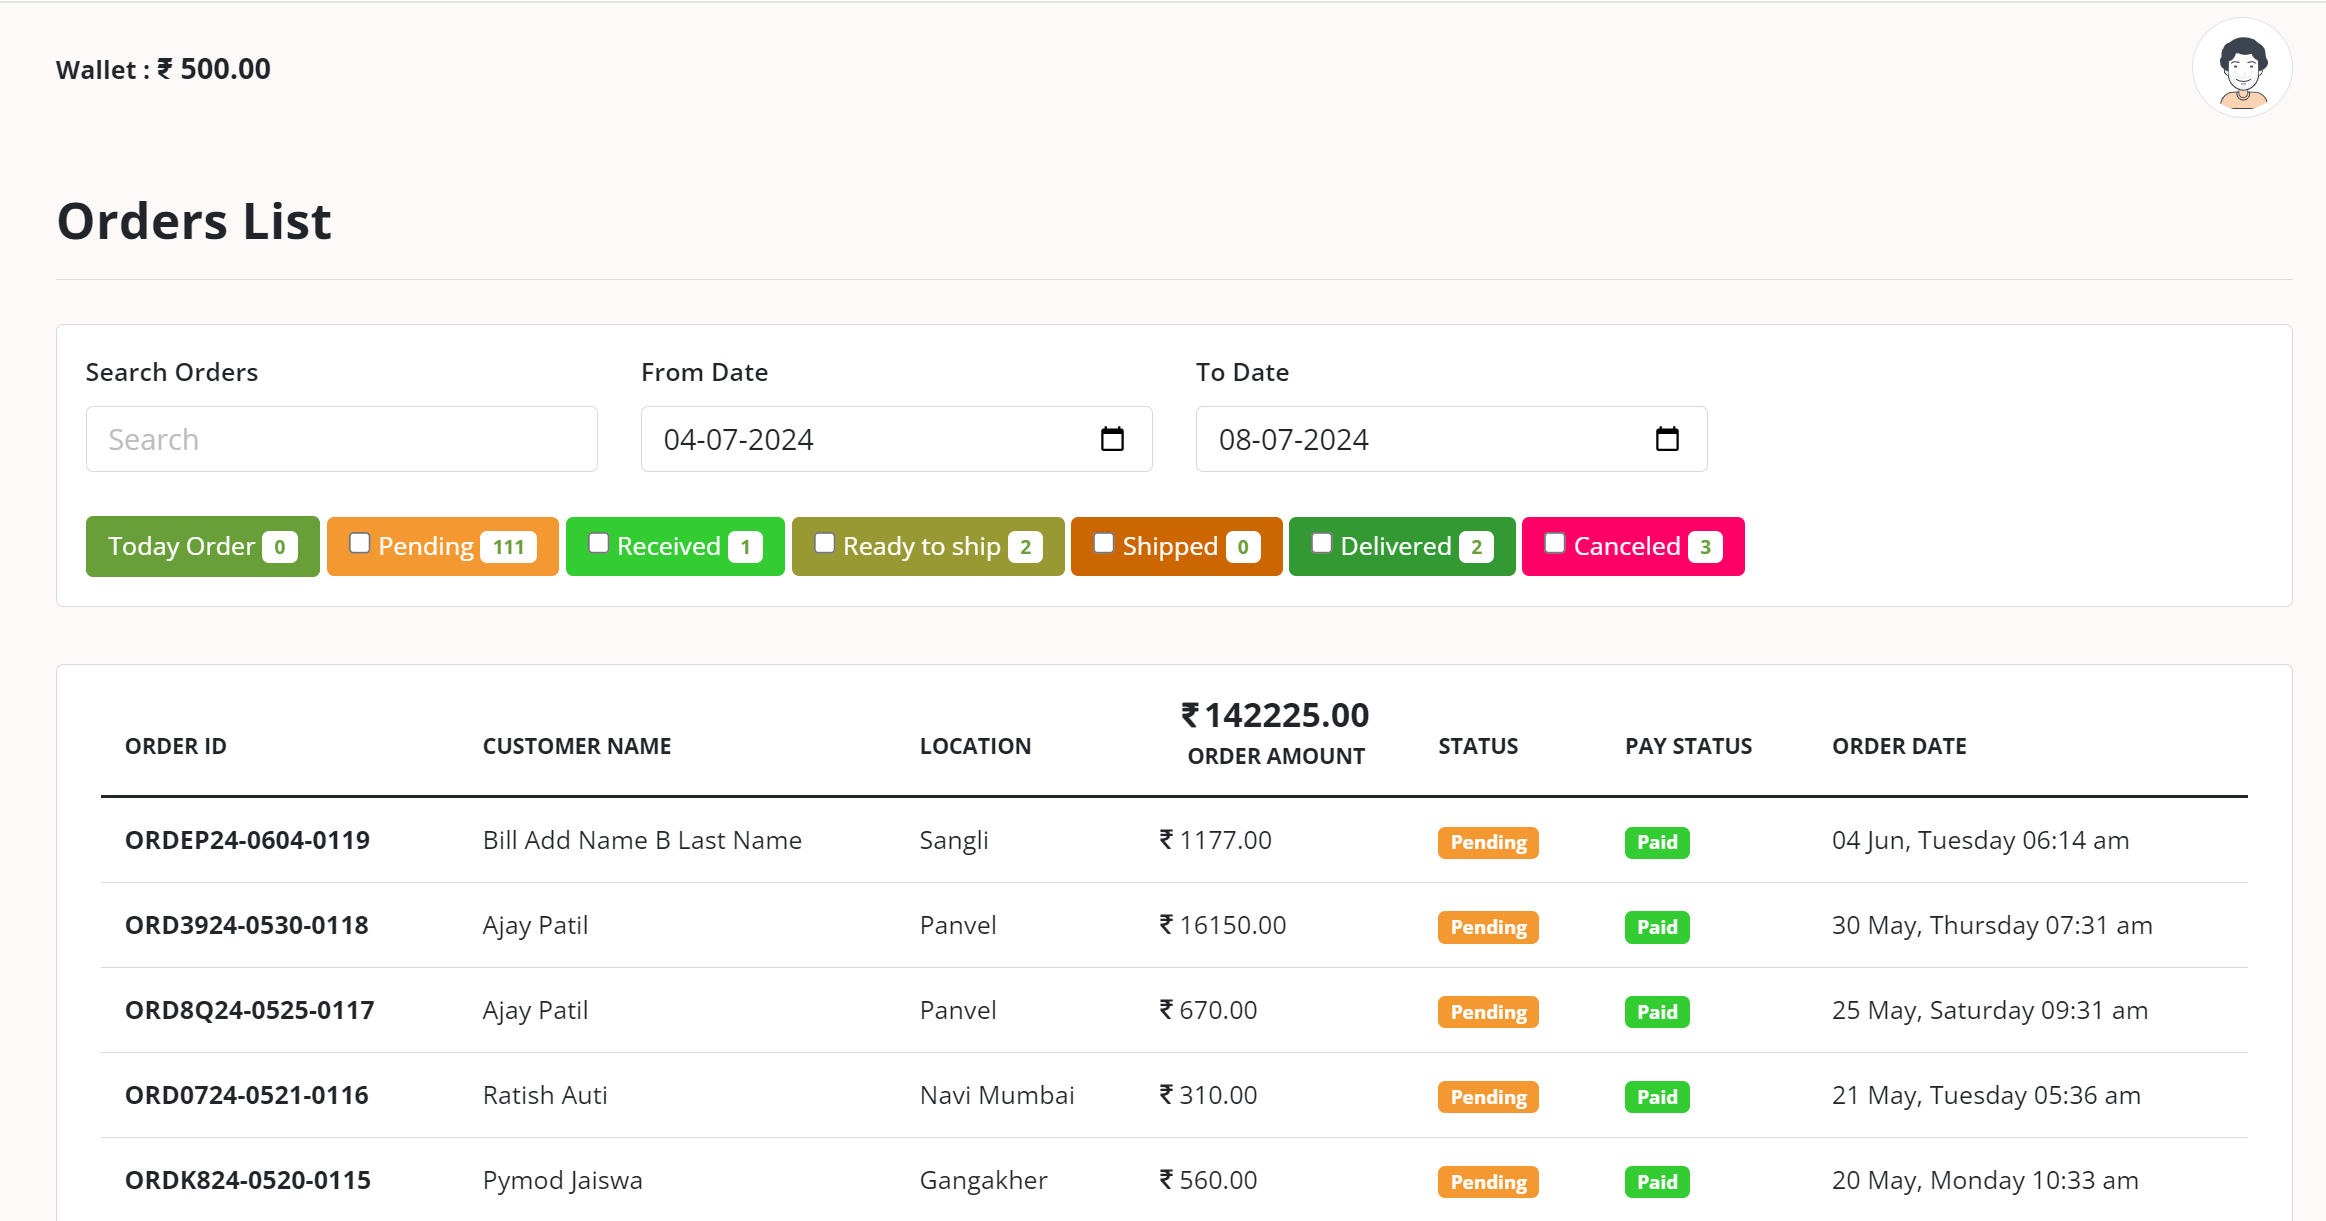 Wallet : ₹ 500.00
Orders List
Search Orders From Date To Date
Search 04-07-2024 08-07-2024
Today Order 0 Pending 111 Received 1 Ready to ship 2 Shipped 0 Delivered 2 Canceled 3
₹ 142225.00
ORDER ID CUSTOMER NAME LOCATION ORDER AMOUNT STATUS PAY STATUS ORDER DATE
ORDEP24-0604-0119 Bill Add Name B Last Name Sangli ₹ 1177.00 Pending Paid 04 Jun, Tuesday 06:14 am
ORD3924-0530-0118 Ajay Patil Panvel ₹ 16150.00 Pending Paid 30 May, Thursday 07:31 am
ORD8Q24-0525-0117 Ajay Patil Panvel ₹ 670.00 Pending Paid 25 May, Saturday 09:31 am
ORD0724-0521-0116 Ratish Auti Navi Mumbai ₹ 310.00 Pending Paid 21 May, Tuesday 05:36 am
ORDK824-0520-0115 Pymod Jaiswa Gangakher ₹ 560.00 Pending Paid 20 May, Monday 10:33 am